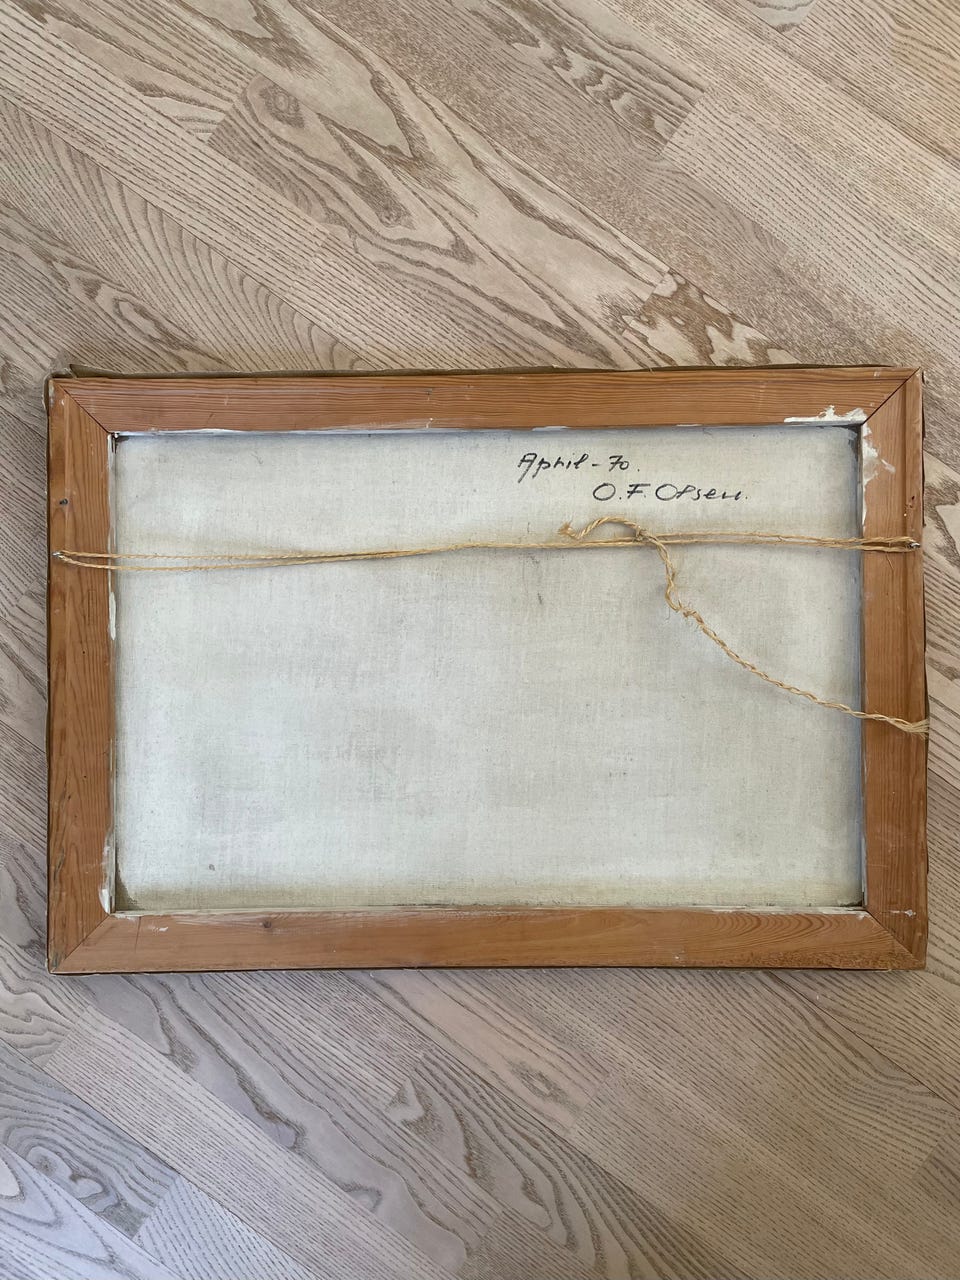 April - 70.
O.F. Olsen.